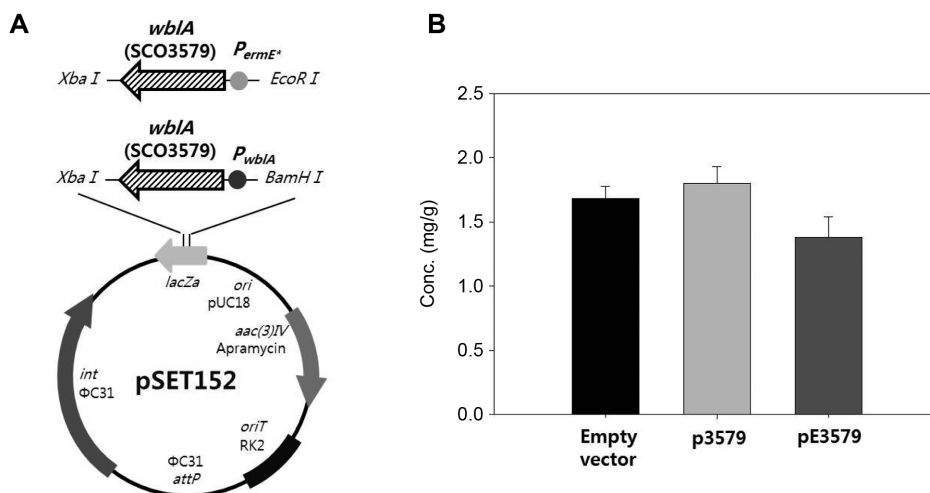 A
wblA
(SCO3579)
PermE*
Xba I
EcoR I
wblA
(SCO3579)
PwblA
Xba I
BamH I
lacZa
ori
pUC18
aac(3)IV
Apramycin
int
ΦC31
pSET152
oriT
RK2
ΦC31
attP
B
Conc. (mg/g)
2.5
2.0
1.5
1.0
0.5
0.0
Empty
vector
p3579
pE3579